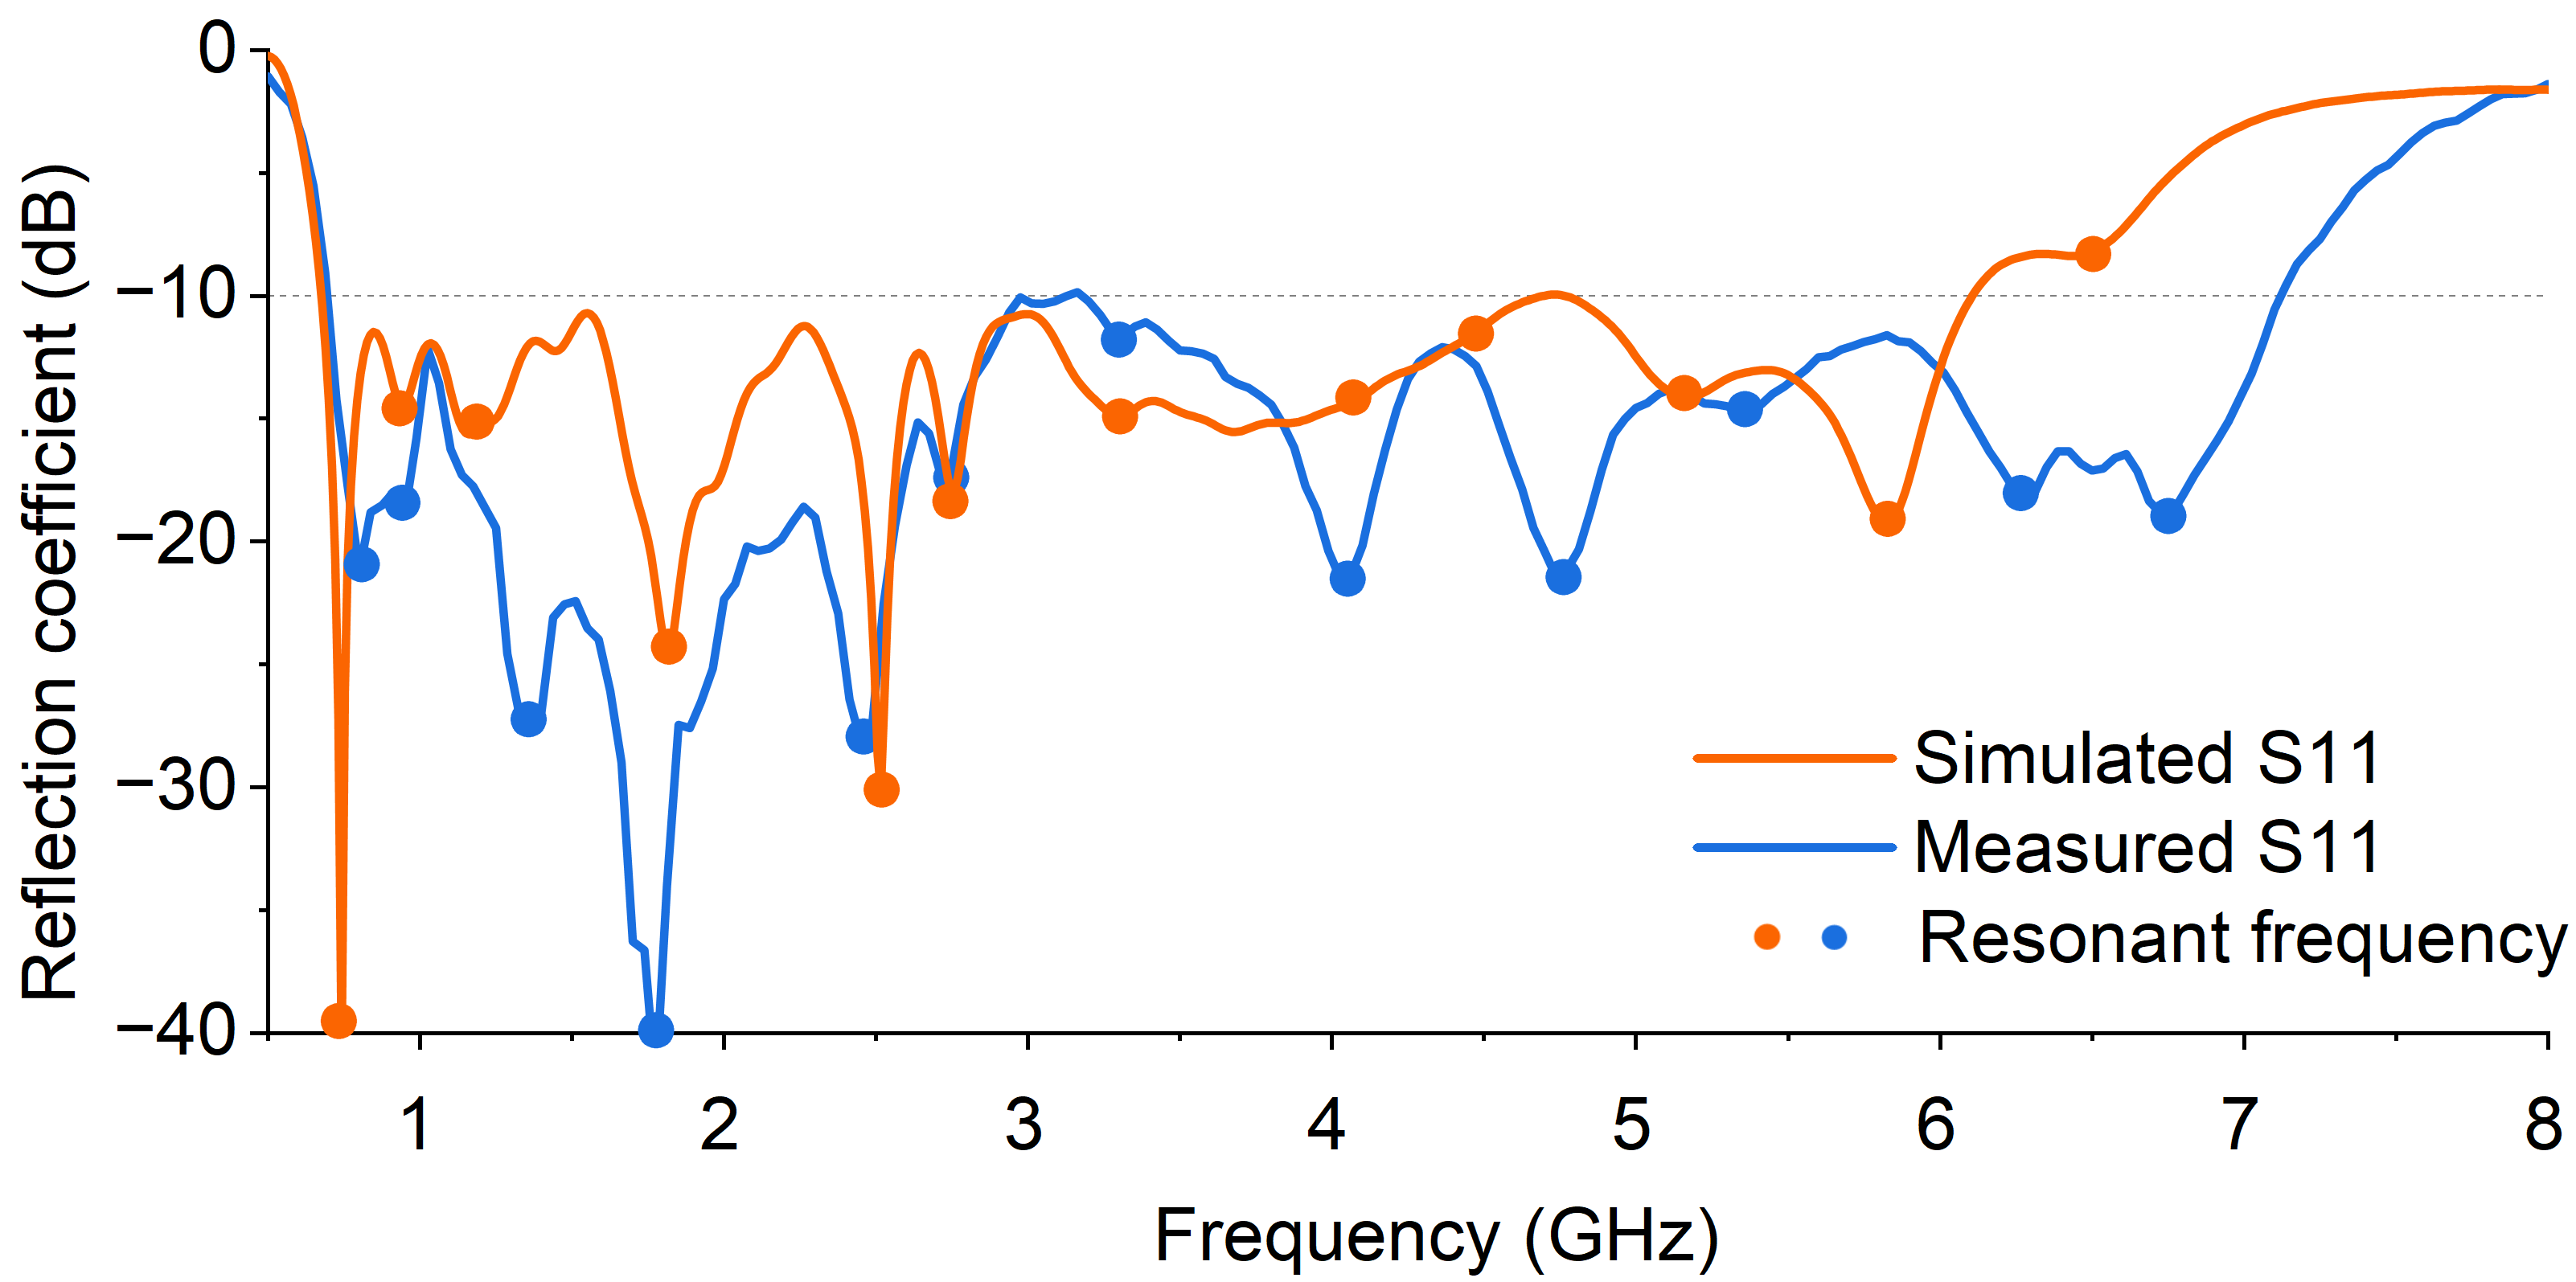 Reflection coefficient (dB)
0
−10
−20
−30
−40
Simulated S11
Measured S11
Resonant frequency
1 2 3 4 5 6 7 8
Frequency (GHz)